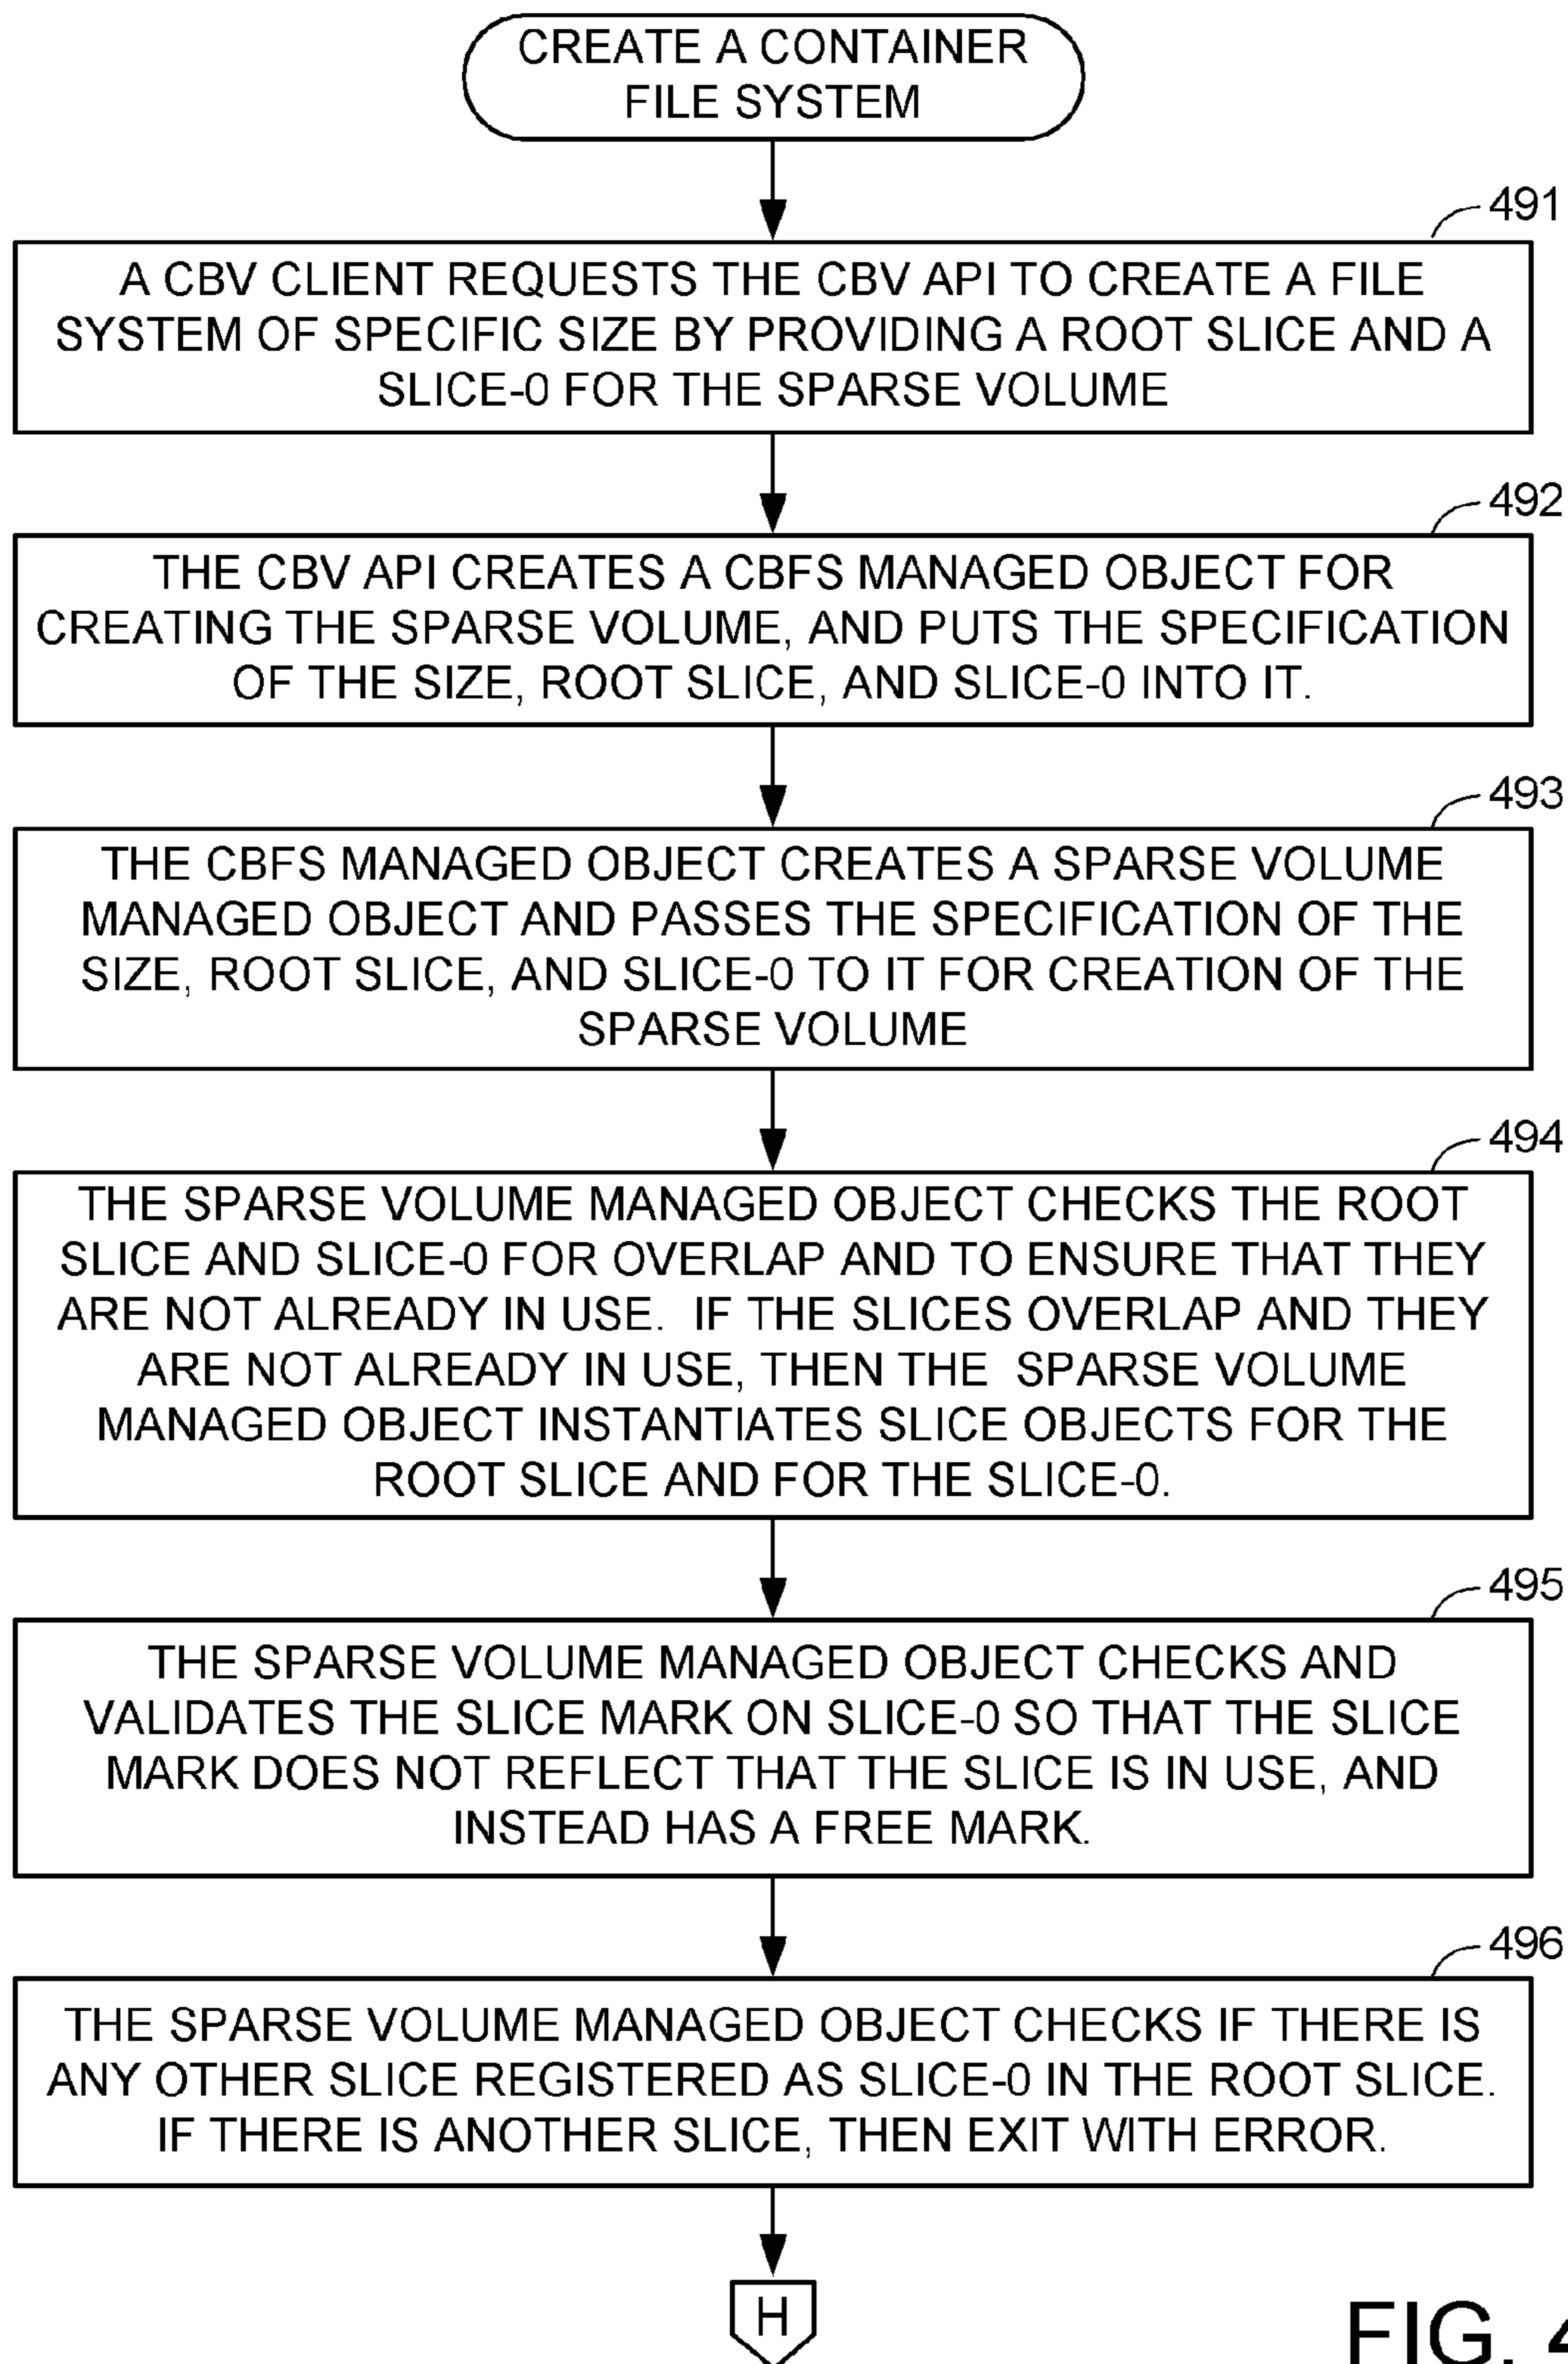 CREATE A CONTAINER
FILE SYSTEM
491
A CBV CLIENT REQUESTS THE CBV API TO CREATE A FILE
SYSTEM OF SPECIFIC SIZE BY PROVIDING A ROOT SLICE AND A
SLICE-0 FOR THE SPARSE VOLUME
492
THE CBV API CREATES A CBFS MANAGED OBJECT FOR
CREATING THE SPARSE VOLUME, AND PUTS THE SPECIFICATION
OF THE SIZE, ROOT SLICE, AND SLICE-0 INTO IT.
493
THE CBFS MANAGED OBJECT CREATES A SPARSE VOLUME
MANAGED OBJECT AND PASSES THE SPECIFICATION OF THE
SIZE, ROOT SLICE, AND SLICE-0 TO IT FOR CREATION OF THE
SPARSE VOLUME
494
THE SPARSE VOLUME MANAGED OBJECT CHECKS THE ROOT
SLICE AND SLICE-0 FOR OVERLAP AND TO ENSURE THAT THEY
ARE NOT ALREADY IN USE. IF THE SLICES OVERLAP AND THEY
ARE NOT ALREADY IN USE, THEN THE SPARSE VOLUME
MANAGED OBJECT INSTANTIATES SLICE OBJECTS FOR THE
ROOT SLICE AND FOR THE SLICE-0.
495
THE SPARSE VOLUME MANAGED OBJECT CHECKS AND
VALIDATES THE SLICE MARK ON SLICE-0 SO THAT THE SLICE
MARK DOES NOT REFLECT THAT THE SLICE IS IN USE, AND
INSTEAD HAS A FREE MARK.
496
THE SPARSE VOLUME MANAGED OBJECT CHECKS IF THERE IS
ANY OTHER SLICE REGISTERED AS SLICE-0 IN THE ROOT SLICE.
IF THERE IS ANOTHER SLICE, THEN EXIT WITH ERROR.
H
FIG.